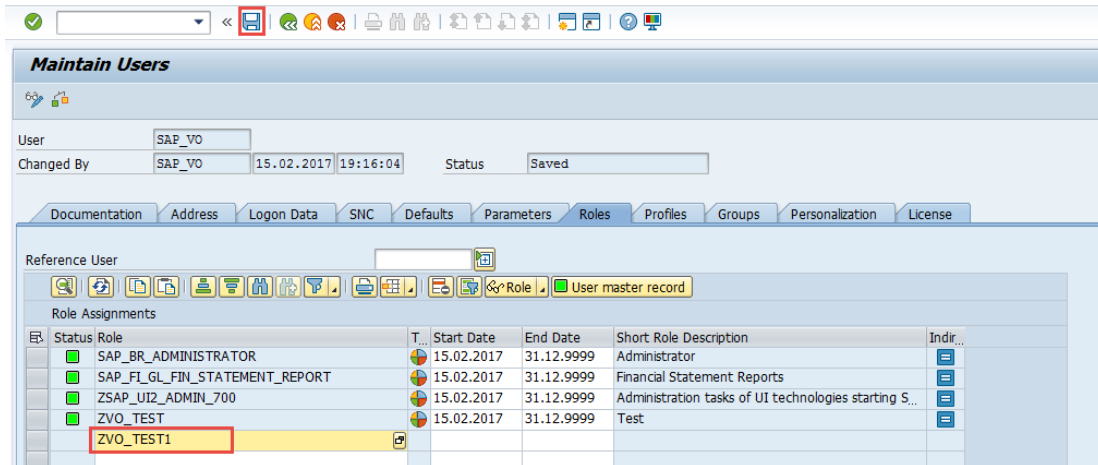 Maintain Users
User SAP_VO
Changed By SAP_VO 15.02.2017 19:16:04 Status Saved
Documentation Address Logon Data SNC Defaults Parameters Roles Profiles Groups Personalization License
Reference User
Role User master record
Role Assignments
Status Role T... Start Date End Date Short Role Description Indir...
SAP_BR_ADMINISTRATOR 15.02.2017 31.12.9999 Administrator
SAP_FI_GL_FIN_STATEMENT_REPORT 15.02.2017 31.12.9999 Financial Statement Reports
ZSAP_UI2_ADMIN_700 15.02.2017 31.12.9999 Administration tasks of UI technologies starting S...
ZVO_TEST 15.02.2017 31.12.9999 Test
ZVO_TEST1